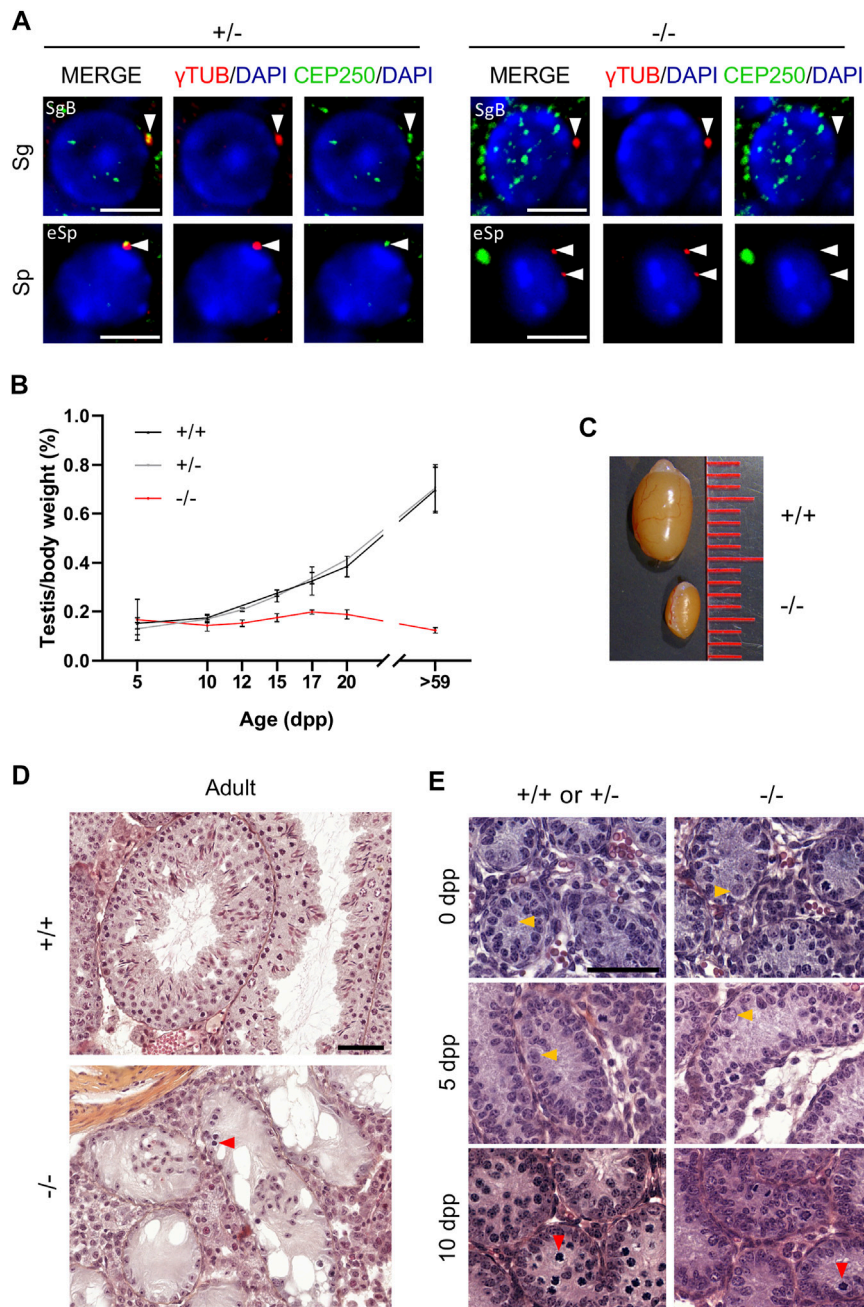 A
+/-
-/-
MERGE γTUB/DAPI CEP250/DAPI
MERGE γTUB/DAPI CEP250/DAPI
Sg
SgB
SgB
Sp
eSp
eSp
B
Testis/body weight (%)
1.0
0.8
0.6
0.4
0.2
0.0
+/+
+/-
-/-
5 10 12 15 17 20 >59
Age (dpp)
C
+/+
-/-
D
Adult
+/+
-/-
E
+/+ or +/-
-/-
0 dpp
5 dpp
10 dpp